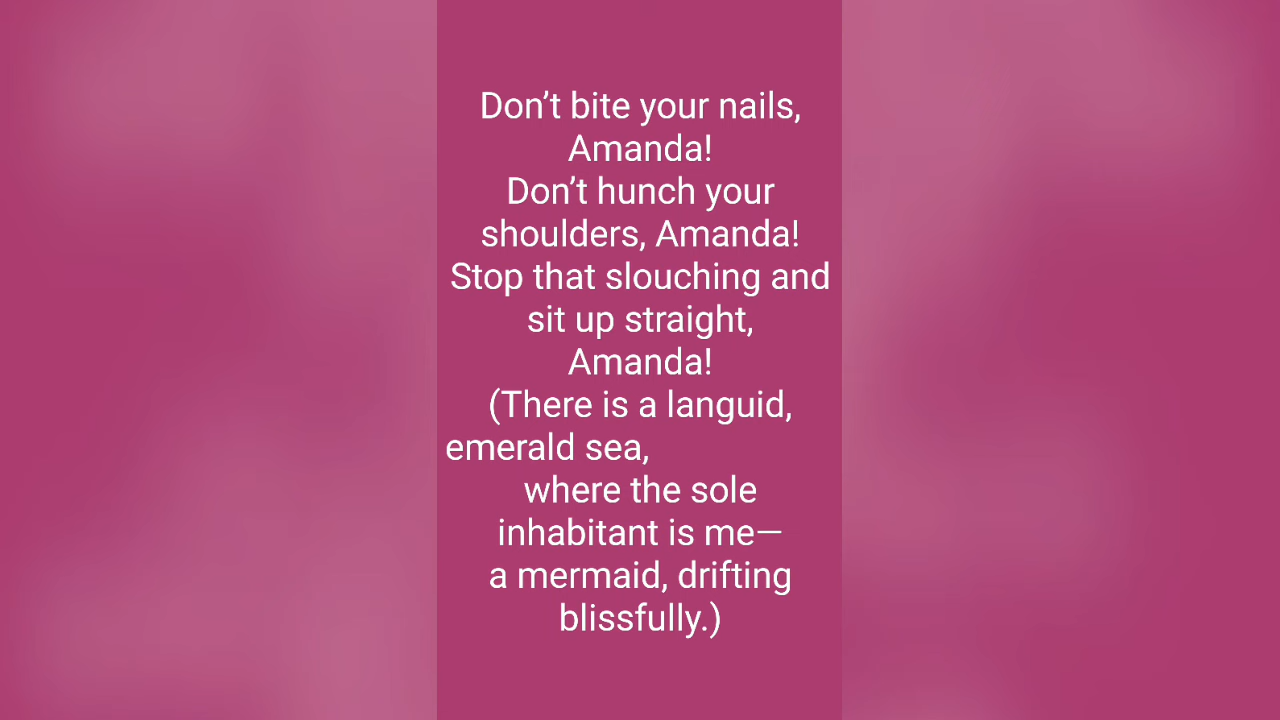 Don’t bite your nails,
Amanda!
Don’t hunch your
shoulders, Amanda!
Stop that slouching and
sit up straight,
Amanda!
(There is a languid,
emerald sea,
where the sole
inhabitant is me—
a mermaid, drifting
blissfully.)